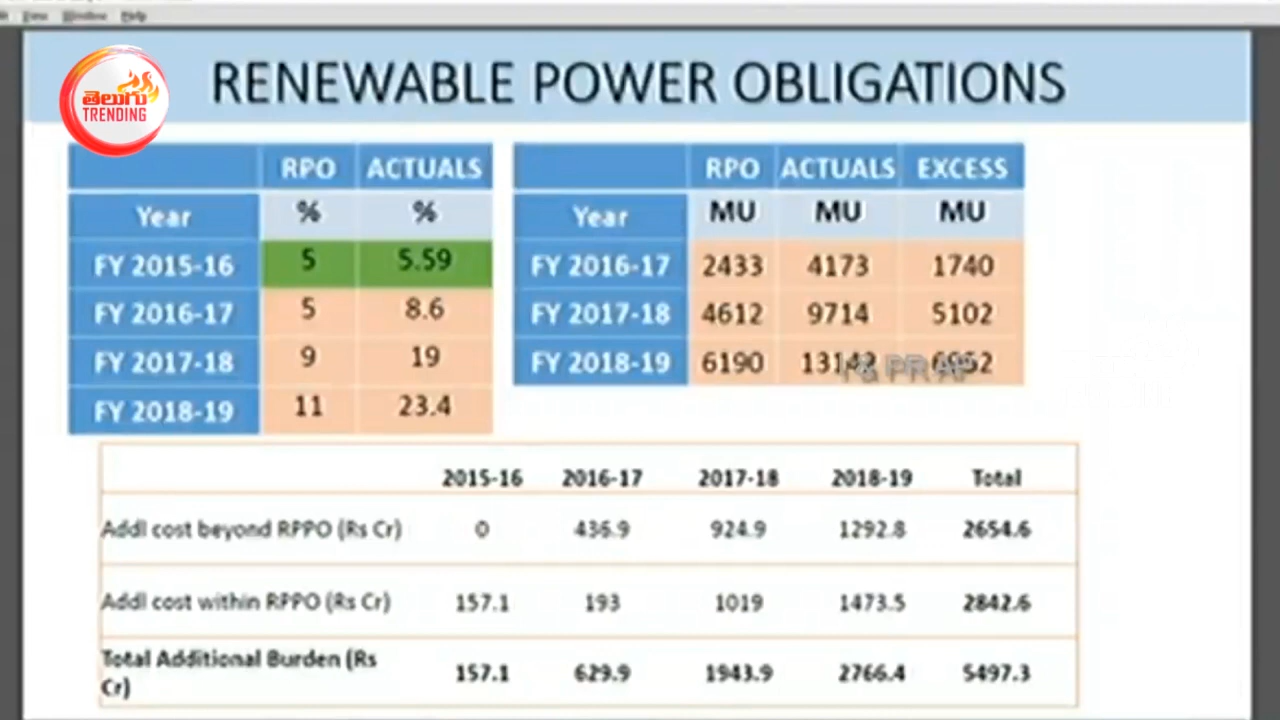 View Window Help
తెలుగు
TRENDING
RENEWABLE POWER OBLIGATIONS
RPO ACTUALS
Year % %
FY 2015-16 5 5.59
FY 2016-17 5 8.6
FY 2017-18 9 19
FY 2018-19 11 23.4
RPO ACTUALS EXCESS
Year MU MU MU
FY 2016-17 2433 4173 1740
FY 2017-18 4612 9714 5102
FY 2018-19 6190
I & PR AP
2015-16 2016-17 2017-18 2018-19 Total
Addl cost beyond RPPO (Rs Cr) 0 436.9 924.9 1292.8 2654.6
Addl cost within RPPO (Rs Cr) 157.1 193 1019 1473.5 2842.6
Total Additional Burden (Rs
Cr) 157.1 629.9 1943.9 2766.4 5497.3